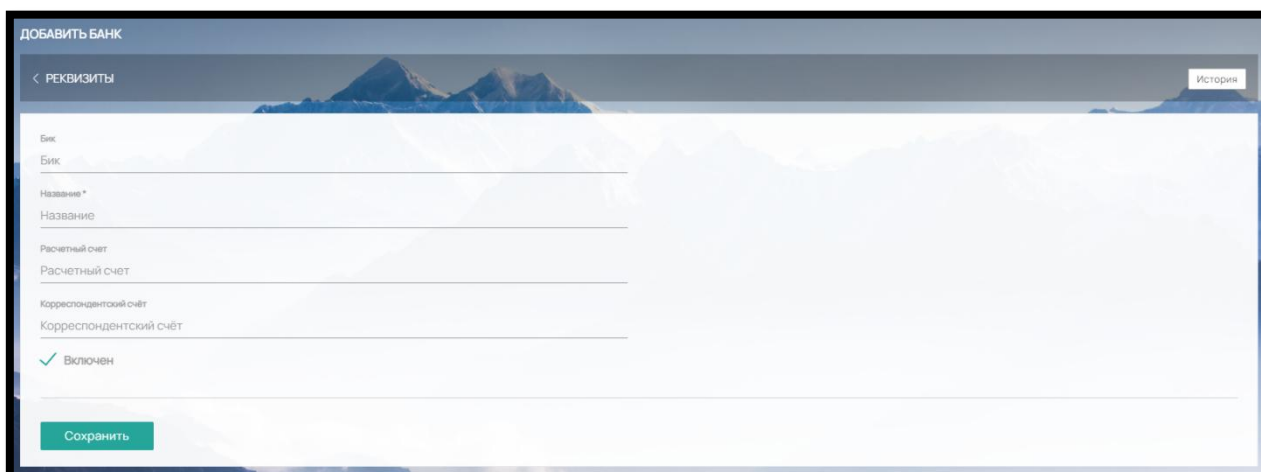 ДОБАВИТЬ БАНК
< РЕКВИЗИТЫ
История
Бик
Бик
Название *
Название
Расчетный счет
Расчетный счет
Корреспондентский счёт
Корреспондентский счёт
Включен
Сохранить